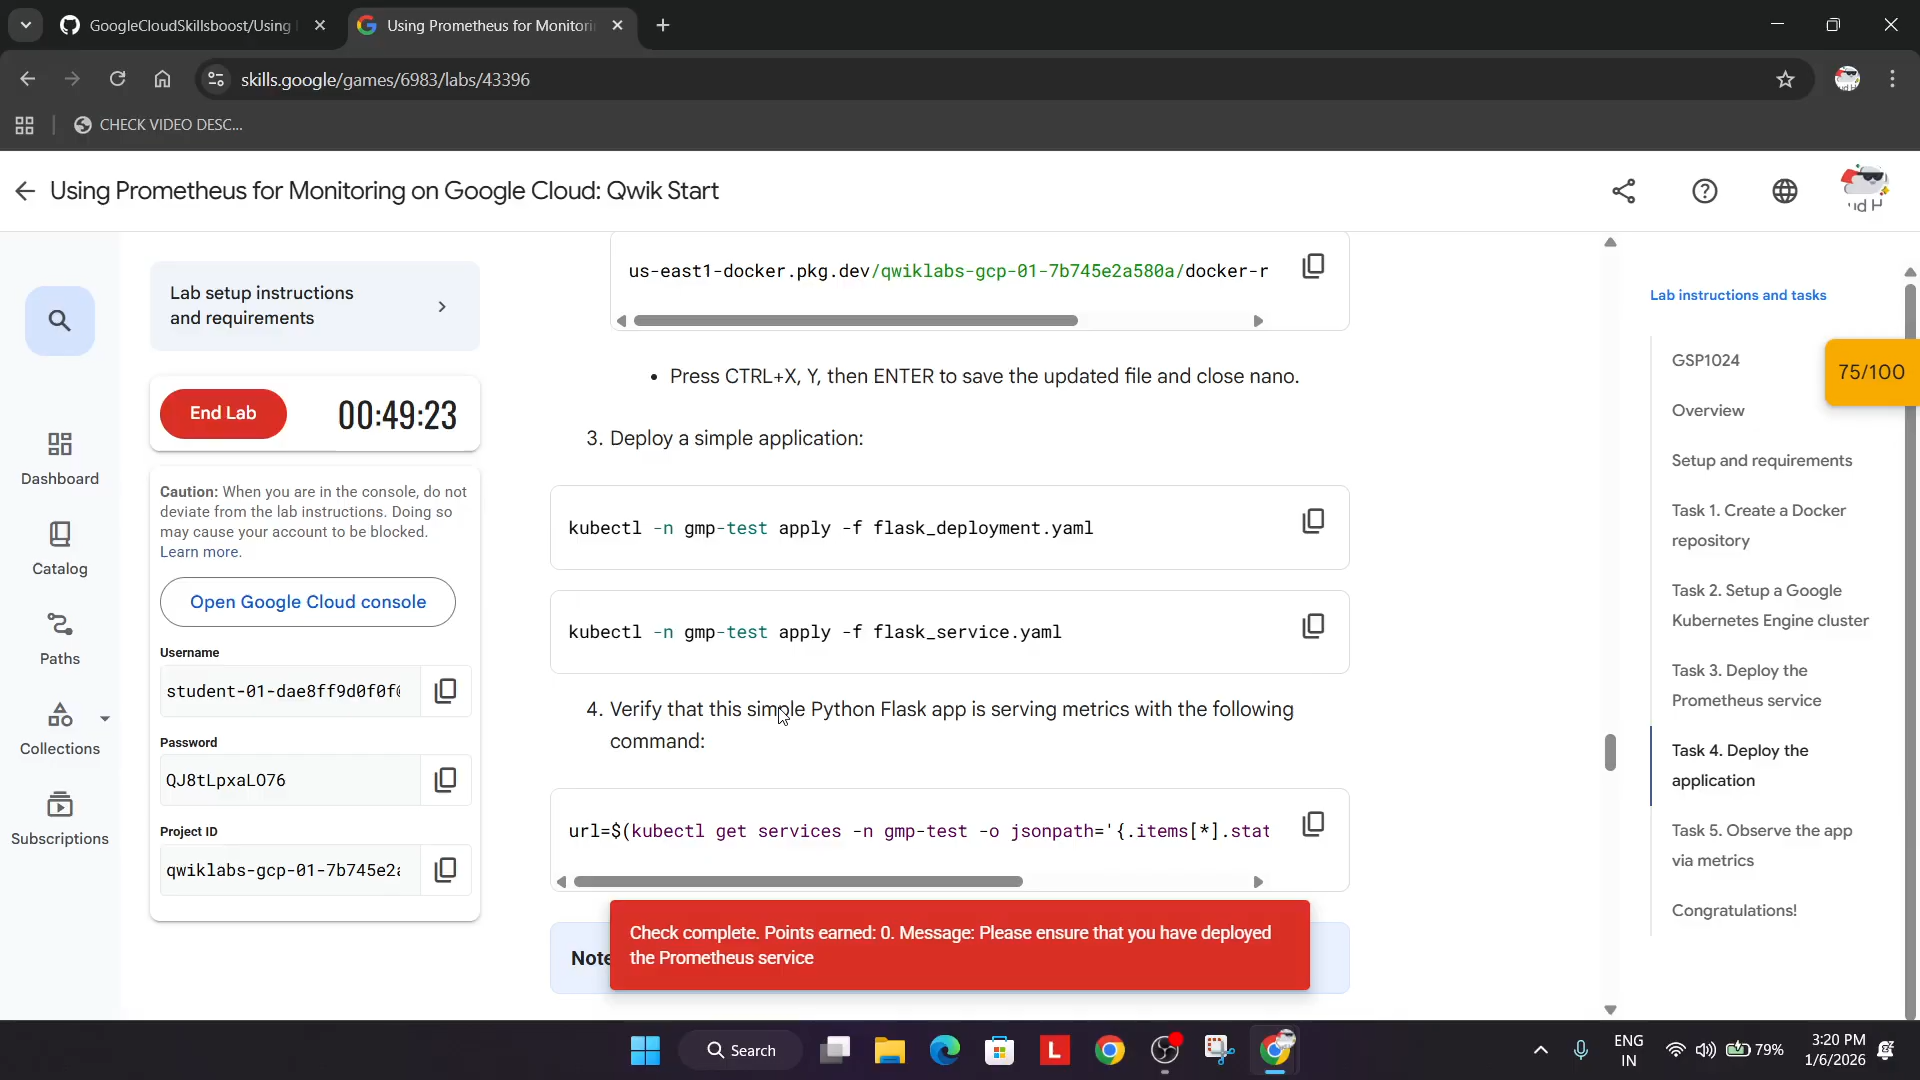 GoogleCloudSkillsboost/Using
Using Prometheus for Monitori
skills.google/games/6983/labs/43396
CHECK VIDEO DESC...
Using Prometheus for Monitoring on Google Cloud: Qwik Start
Lab setup instructions
and requirements
End Lab
00:49:23
Caution: When you are in the console, do not
deviate from the lab instructions. Doing so
may cause your account to be blocked.
Learn more.
Open Google Cloud console
Username
student-01-dae8ff9d0f0f@
Password
QJ8tLpxaLO76
Project ID
qwiklabs-gcp-01-7b745e2a
Dashboard
Catalog
Paths
Collections
Subscriptions
us-east1-docker.pkg.dev/qwiklabs-gcp-01-7b745e2a580a/docker-r
• Press CTRL+X, Y, then ENTER to save the updated file and close nano.
3. Deploy a simple application:
kubectl -n gmp-test apply -f flask_deployment.yaml
kubectl -n gmp-test apply -f flask_service.yaml
4. Verify that this simple Python Flask app is serving metrics with the following
command:
url=$(kubectl get services -n gmp-test -o jsonpath='{.items[*].stat
Note
Check complete. Points earned: 0. Message: Please ensure that you have deployed
the Prometheus service
Lab instructions and tasks
GSP1024
75/100
Overview
Setup and requirements
Task 1. Create a Docker
repository
Task 2. Setup a Google
Kubernetes Engine cluster
Task 3. Deploy the
Prometheus service
Task 4. Deploy the
application
Task 5. Observe the app
via metrics
Congratulations!
Search
ENG
IN
79%
3:20 PM
1/6/2026